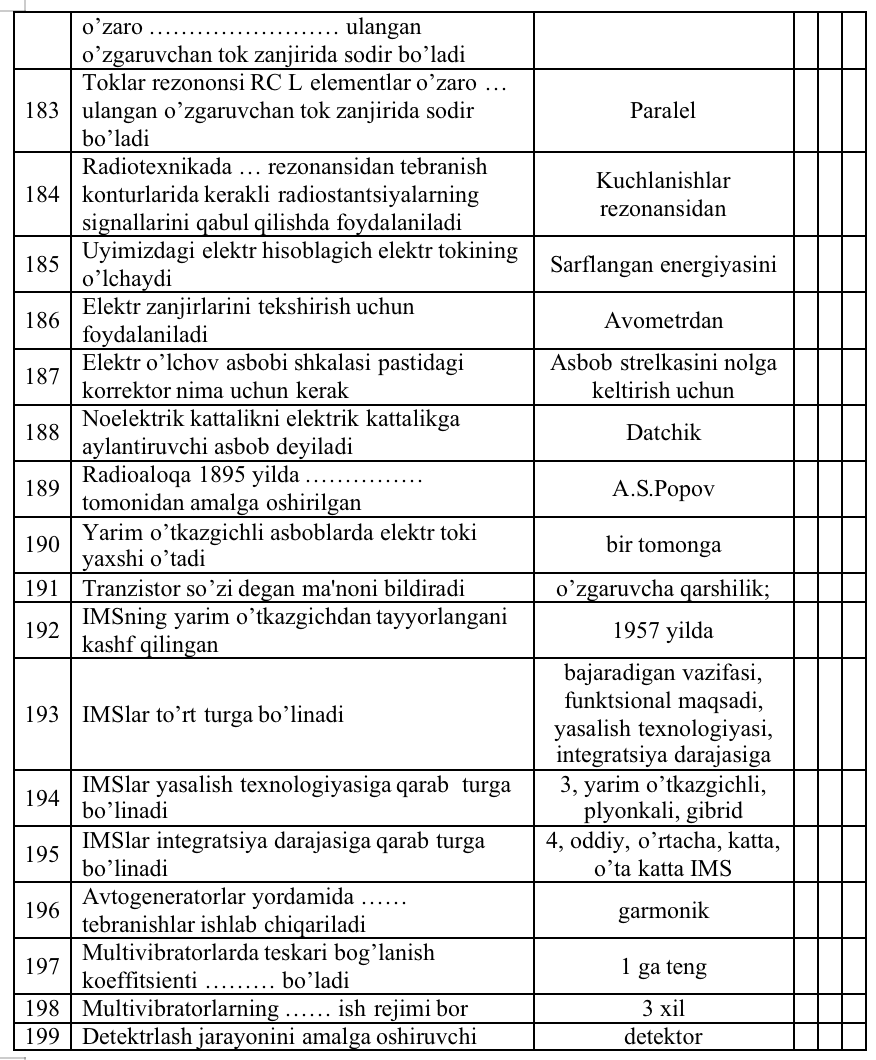 o’zaro …………………… ulangan
o’zgaruvchan tok zanjirida sodir bo’ladi
183
Toklar rezononsi RC L elementlar o’zaro …
ulangan o’zgaruvchan tok zanjirida sodir
bo’ladi
Paralel
184
Radiotexnikada … rezonansidan tebranish
konturlarida kerakli radiostantsiyalarning
signallarini qabul qilishda foydalaniladi
Kuchlanishlar
rezonansidan
185
Uyimizdagi elektr hisoblagich elektr tokining
o’lchaydi
Sarflangan energiyasini
186
Elektr zanjirlarini tekshirish uchun
foydalaniladi
Avometrdan
187
Elektr o’lchov asbobi shkalasi pastidagi
korrektor nima uchun kerak
Asbob strelkasini nolga
keltirish uchun
188
Noelektrik kattalikni elektrik kattalikga
aylantiruvchi asbob deyiladi
Datchik
189
Radioaloqa 1895 yilda ……………
tomonidan amalga oshirilgan
A.S.Popov
190
Yarim o’tkazgichli asboblarda elektr toki
yaxshi o’tadi
bir tomonga
191
Tranzistor so’zi degan ma'noni bildiradi
o’zgaruvcha qarshilik;
192
IMSning yarim o’tkazgichdan tayyorlangani
kashf qilingan
1957 yilda
193
IMSlar to’rt turga bo’linadi
bajaradigan vazifasi,
funktsional maqsadi,
yasalish texnologiyasi,
integratsiya darajasiga
194
IMSlar yasalish texnologiyasiga qarab  turga
bo’linadi
3, yarim o’tkazgichli,
plyonkali, gibrid
195
IMSlar integratsiya darajasiga qarab turga
bo’linadi
4, oddiy, o’rtacha, katta,
o’ta katta IMS
196
Avtogeneratorlar yordamida ……
tebranishlar ishlab chiqariladi
garmonik
197
Multivibratorlarda teskari bog’lanish
koeffitsienti ……… bo’ladi
1 ga teng
198
Multivibratorlarning …… ish rejimi bor
3 xil
199
Detektrlash jarayonini amalga oshiruvchi
detektor